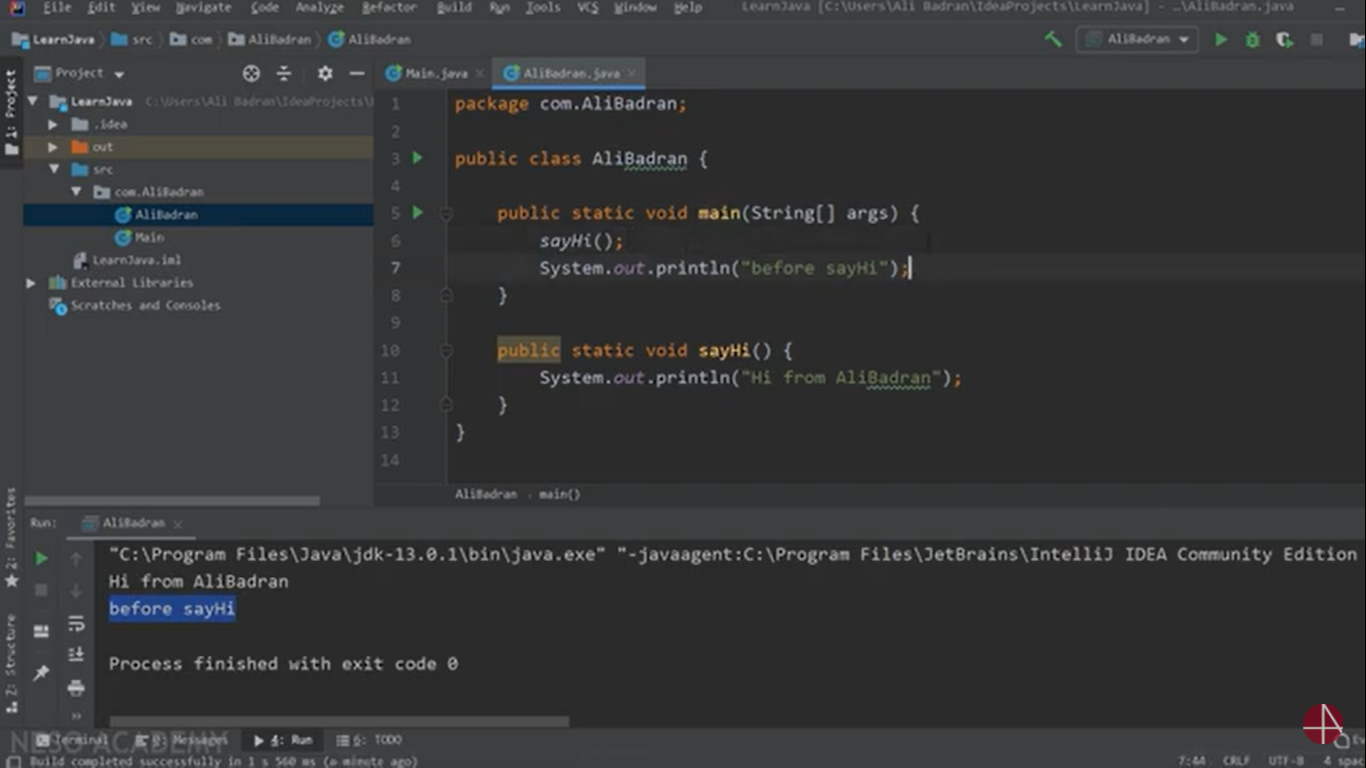 File Edit View Navigate Code Analyze Refactor Build Run Tools VCS Window Help LearnJava [C:\Users\Ali Badran\IdeaProjects\LearnJava] - ...\AliBadran.java
LearnJava src com AliBadran AliBadran AliBadran
1: Project
Project
LearnJava C:\Users\Ali Badran\IdeaProjects\
.idea
out
src
com.AliBadran
AliBadran
Main
LearnJava.iml
External Libraries
Scratches and Consoles
Main.java AliBadran.java
1 package com.AliBadran;
2
3 public class AliBadran {
4
5 public static void main(String[] args) {
6 sayHi();
7 System.out.println("before sayHi");
8 }
9
10 public static void sayHi() {
11 System.out.println("Hi from AliBadran");
12 }
13 }
14
AliBadran main()
2: Favorites
Z: Structure
Run: AliBadran
"C:\Program Files\Java\jdk-13.0.1\bin\java.exe" "-javaagent:C:\Program Files\JetBrains\IntelliJ IDEA Community Edition
Hi from AliBadran
before sayHi
Process finished with exit code 0
NESO ACADEMY
Terminal Messages 4: Run 6: TODO Ev
Build completed successfully in 1 s 560 ms (a minute ago) 7:44 CRLF UTF-8 4 spac